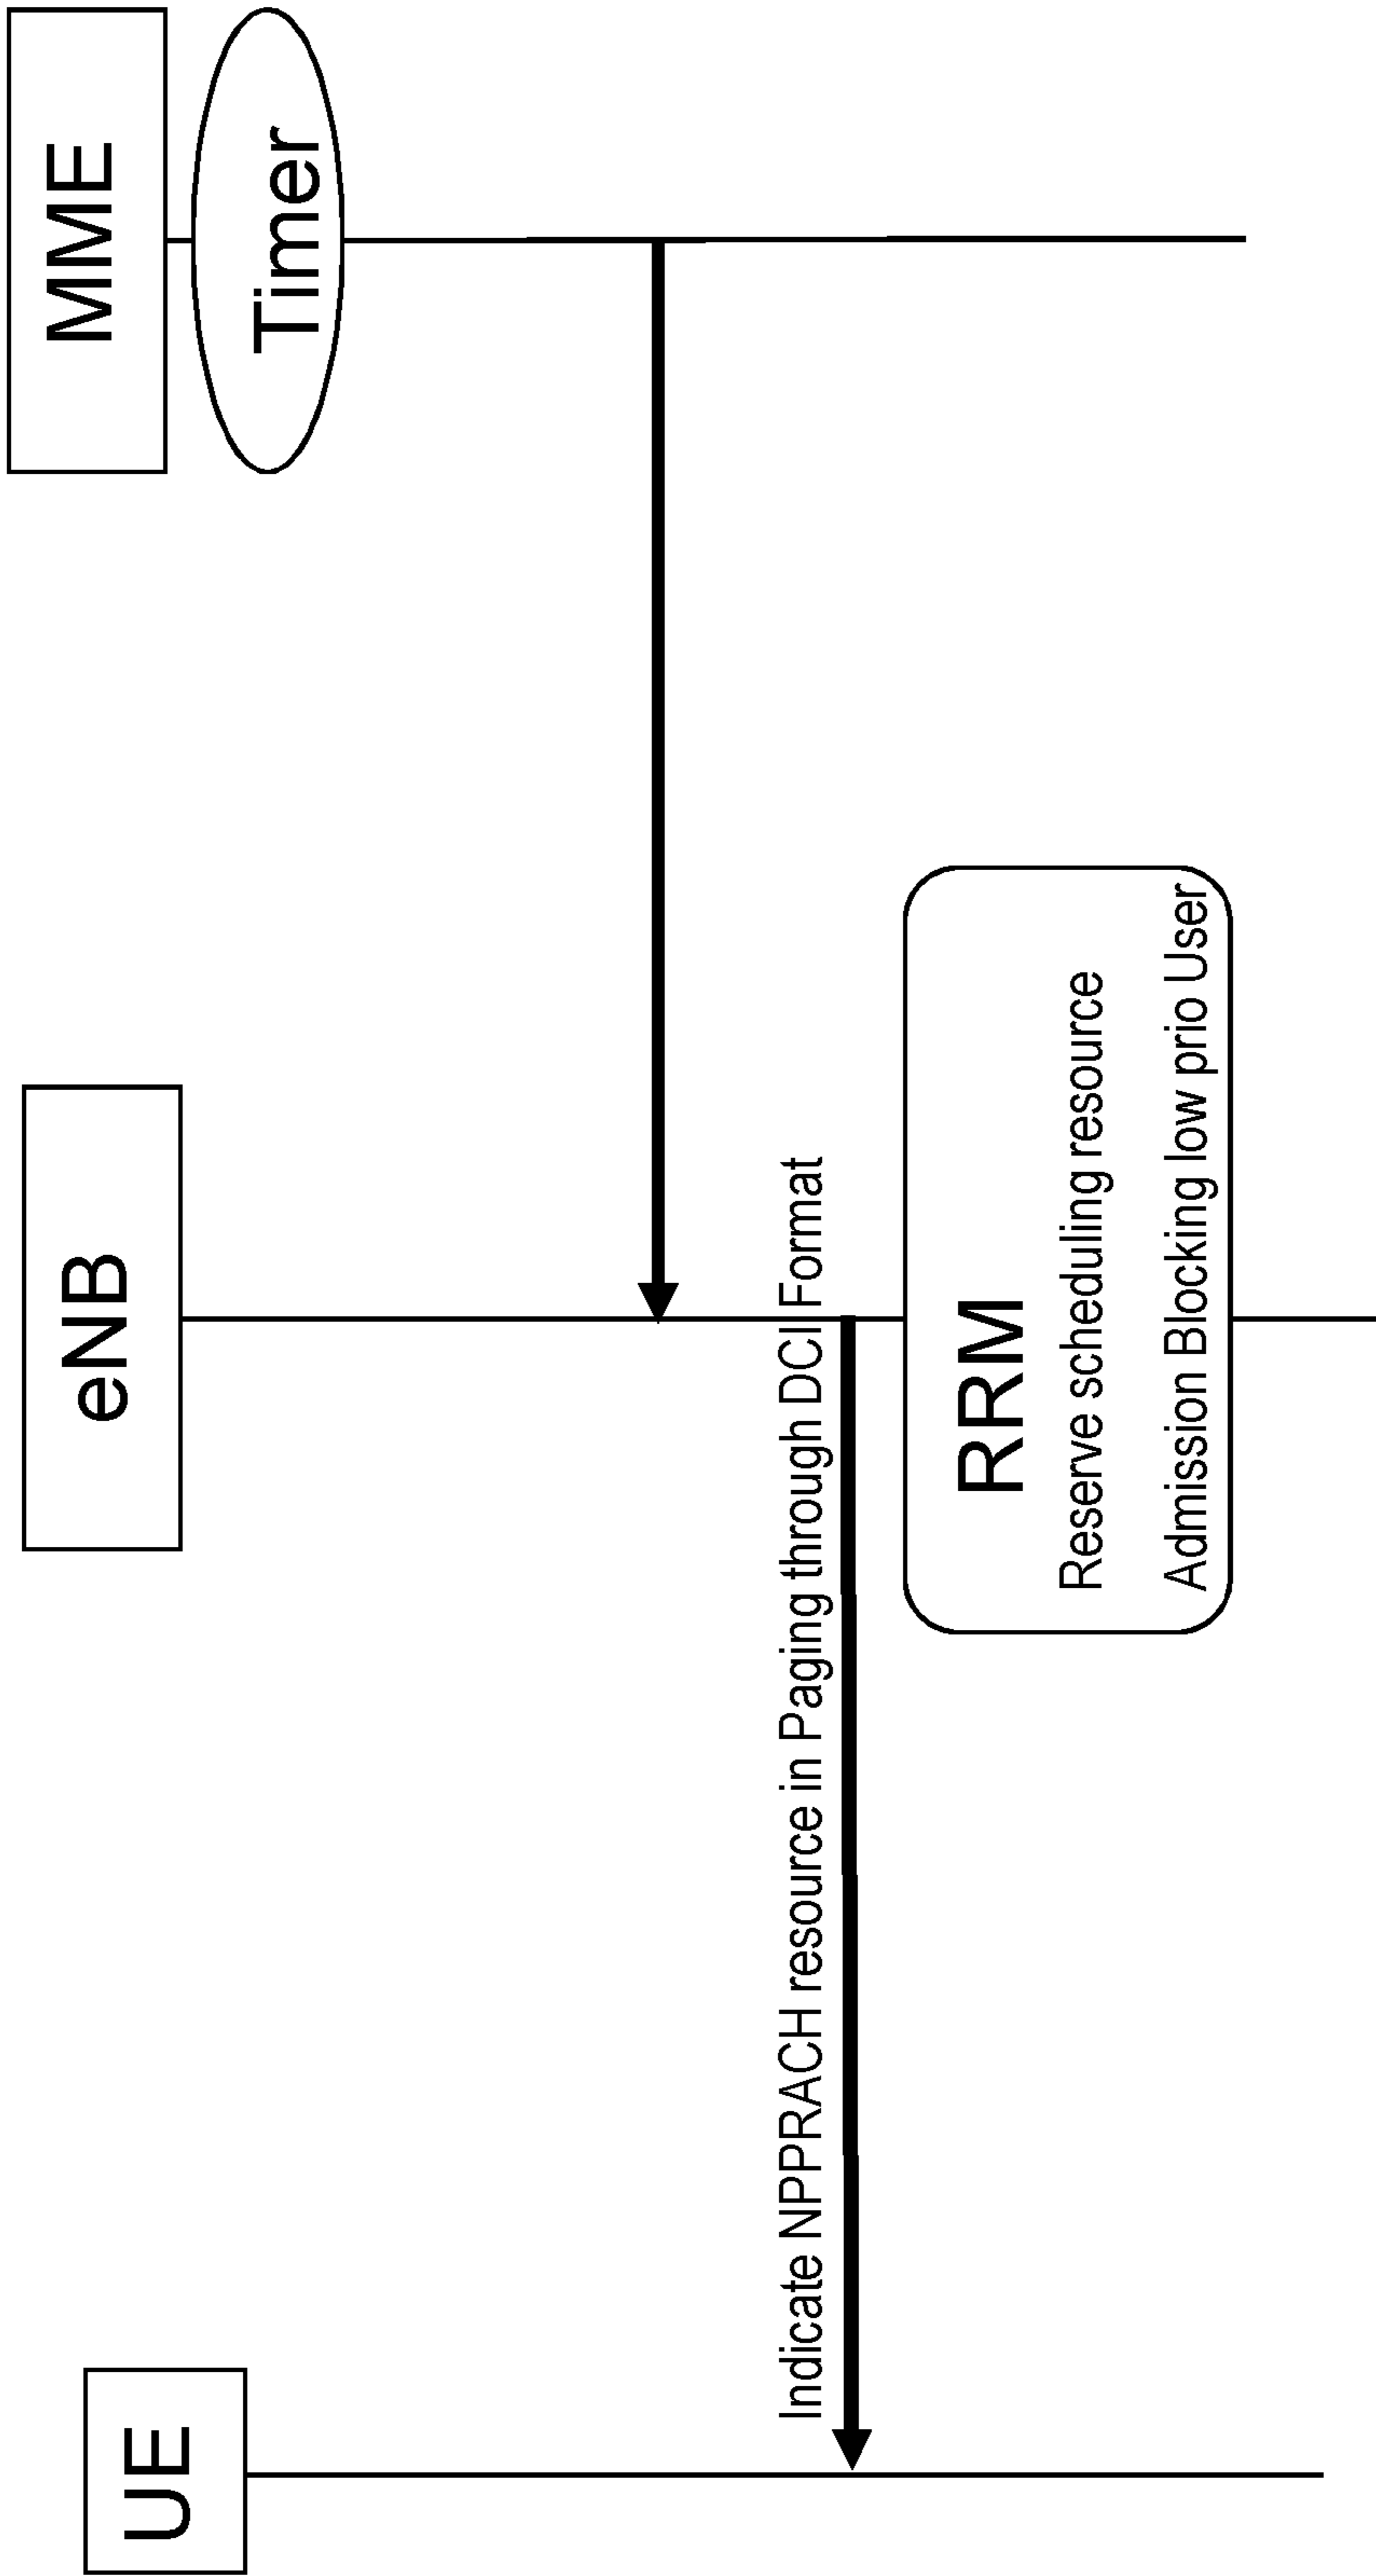 UE
eNB
MME
Timer
Indicate NPPRACH resource in Paging through DCI Format
RRM
Reserve scheduling resource
Admission Blocking low prio User